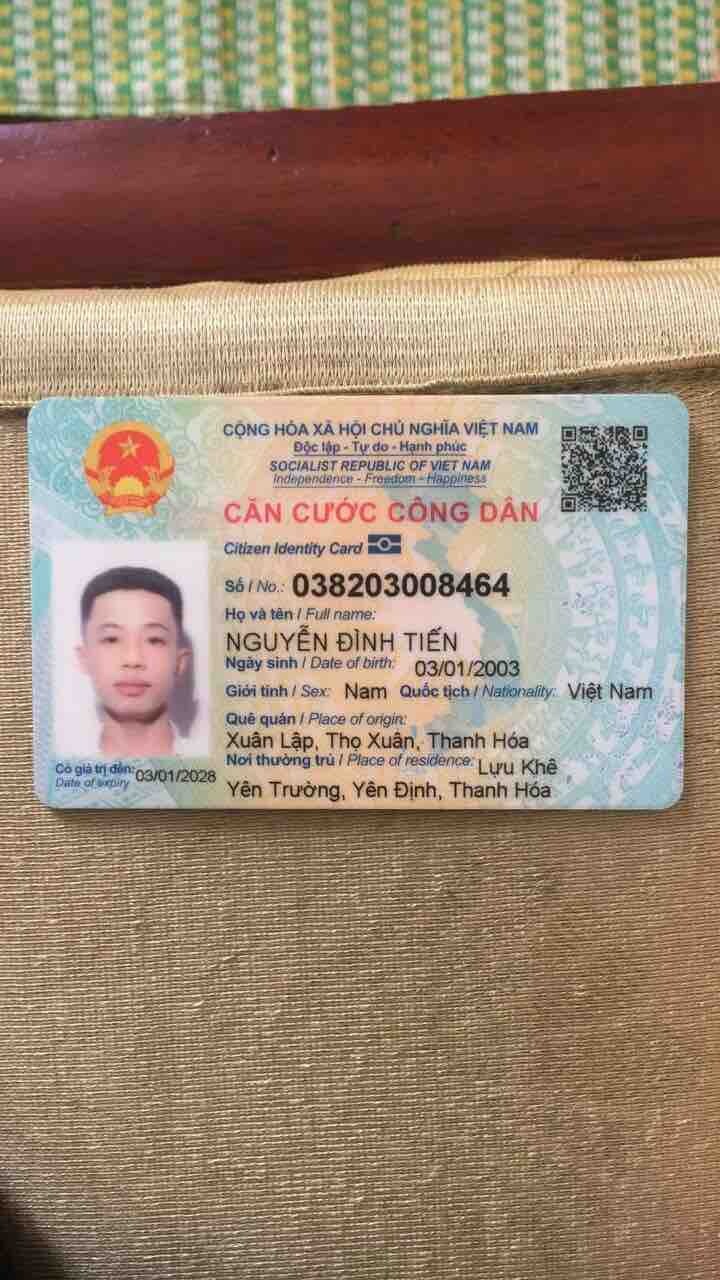 CỘNG HÒA XÃ HỘI CHỦ NGHĨA VIỆT NAM
Độc lập - Tự do - Hạnh phúc
SOCIALIST REPUBLIC OF VIET NAM
Independence - Freedom - Happiness
CĂN CƯỚC CÔNG DÂN
Citizen Identity Card
Số / No.: 038203008464
Họ và tên / Full name:
NGUYỄN ĐÌNH TIẾN
Ngày sinh / Date of birth: 03/01/2003
Giới tính / Sex: Nam Quốc tịch / Nationality: Việt Nam
Quê quán / Place of origin:
Xuân Lập, Thọ Xuân, Thanh Hóa
Nơi thường trú / Place of residence: Lựu Khê
Yên Trường, Yên Định, Thanh Hóa
Có giá trị đến: 03/01/2028
Date of expiry